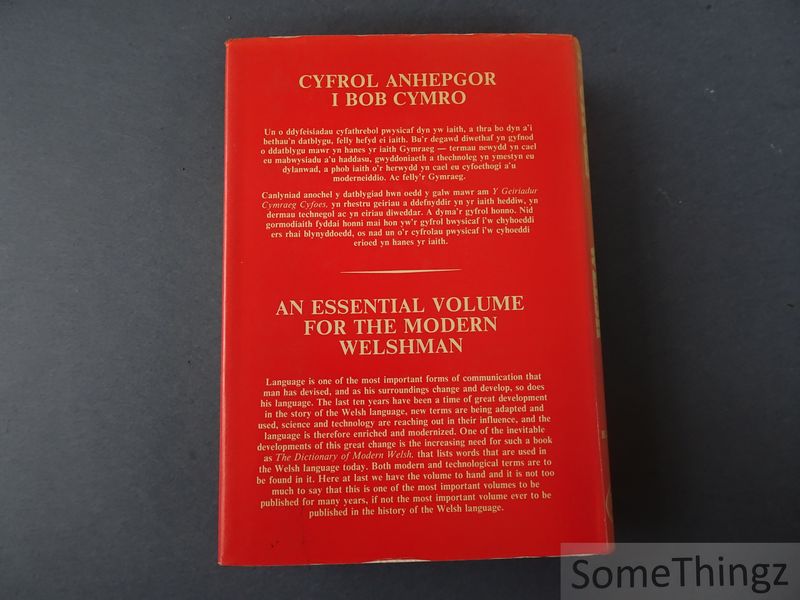 CYFROL ANHEPGOR
I BOB CYMRO
Un o ddyfeisiadau cyfathrebol pwysicaf dyn yw iaith, a thra bo dyn a'i
bethau'n datblygu, felly hefyd ei iaith. Bu'r degawd diwethaf yn gyfnod
o ddatblygu mawr yn hanes yr iaith Gymraeg — termau newydd yn cael
eu mabwysiadu a'u haddasu, gwyddoniaeth a thechnoleg yn ymestyn eu
dylanwad, a phob iaith o'r herwydd yn cael eu cyfoethogi a'u
moderneiddio. Ac felly'r Gymraeg.
Canlyniad anochel y datblygiad hwn oedd y galw mawr am Y Geiriadur
Cymraeg Cyfoes, yn rhestru geiriau a ddefnyddir yn yr iaith heddiw, yn
dermau technegol ac yn eiriau diweddar. A dyma'r gyfrol honno. Nid
gormodiaith fyddai honni mai hon yw'r gyfrol bwysicaf i'w chyhoeddi
ers rhai blynyddoedd, os nad un o'r cyfrolau pwysicaf i'w cyhoeddi
erioed yn hanes yr iaith.
AN ESSENTIAL VOLUME
FOR THE MODERN
WELSHMAN
Language is one of the most important forms of communication that
man has devised, and as his surroundings change and develop, so does
his language. The last ten years have been a time of great development
in the story of the Welsh language, new terms are being adapted and
used, science and technology are reaching out in their influence, and the
language is therefore enriched and modernized. One of the inevitable
developments of this great change is the increasing need for such a book
as The Dictionary of Modern Welsh, that lists words that are used in
the Welsh language today. Both modern and technological terms are to
be found in it. Here at last we have the volume to hand and it is not too
much to say that this is one of the most important volumes to be
published for many years, if not the most important volume ever to be
published in the history of the Welsh language.
SomeThingz